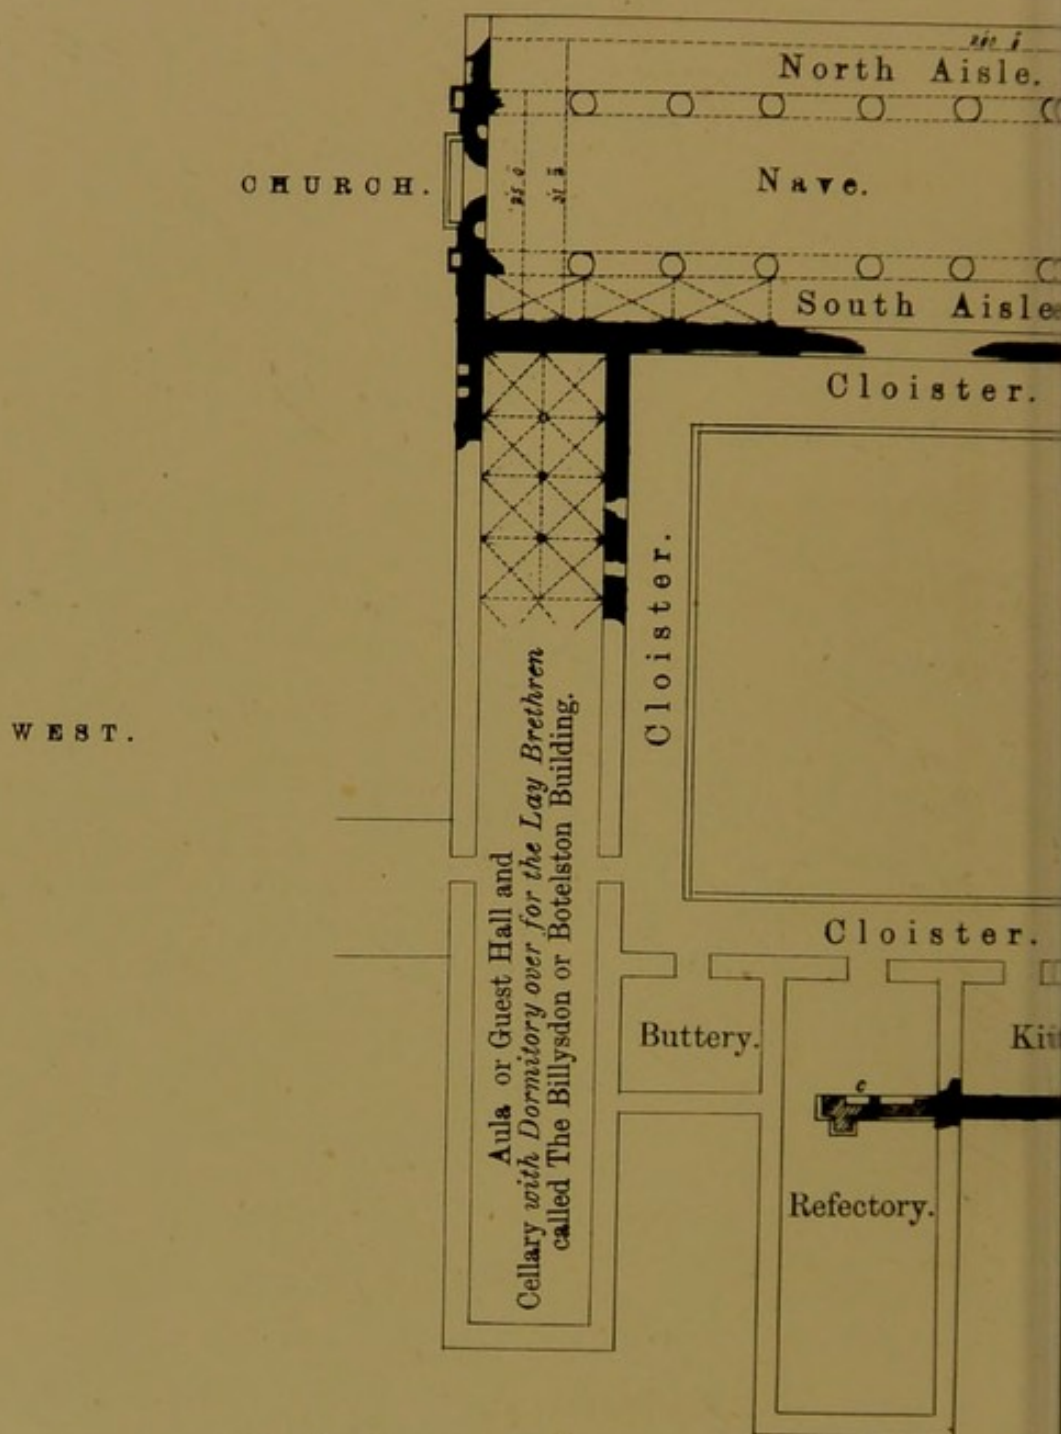 North Aisle.
CHURCH.
Nave.
South Aisle
Cloister.
Cloister.
WEST.
Aula or Guest Hall and
Cellary with Dormitory over for the Lay Brethren
called The Billysdon or Botelston Building.
Cloister.
Buttery.
c
Refectory.